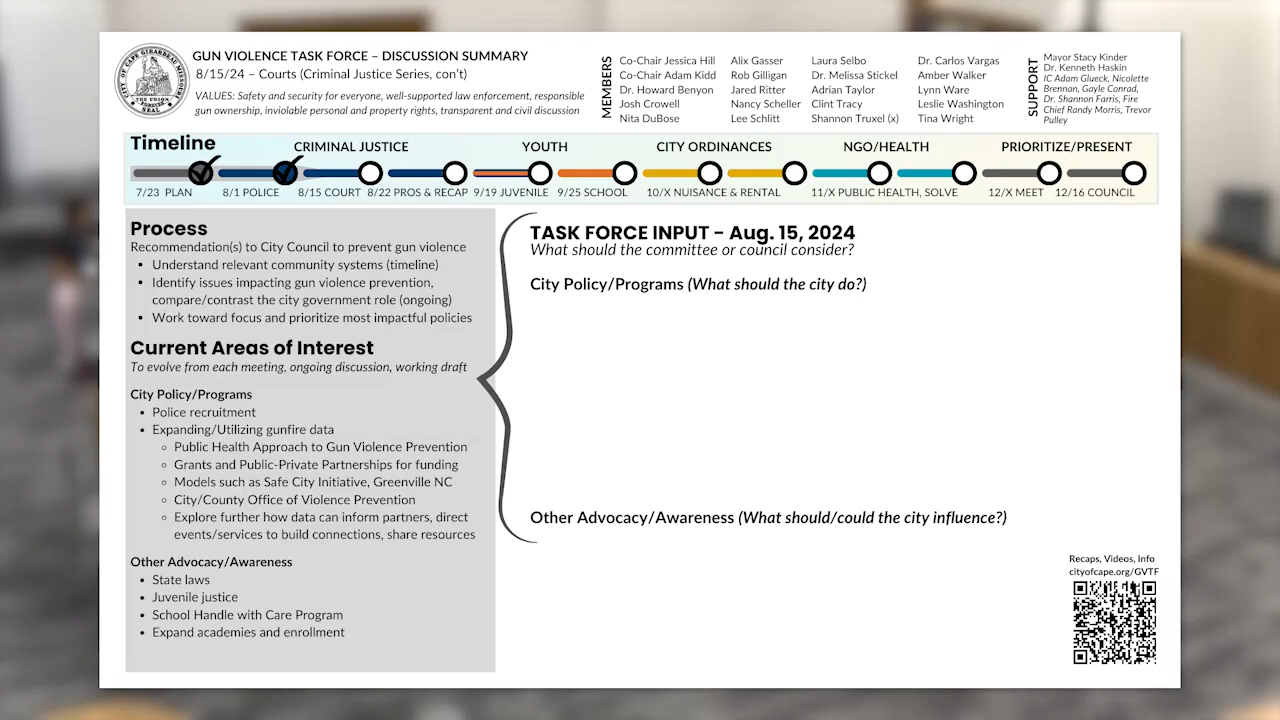 GUN VIOLENCE TASK FORCE – DISCUSSION SUMMARY
8/15/24 – Courts (Criminal Justice Series, con't)
VALUES: Safety and security for everyone, well-supported law enforcement, responsible
gun ownership, inviolable personal and property rights, transparent and civil discussion
MEMBERS
Co-Chair Jessica Hill
Co-Chair Adam Kidd
Dr. Howard Benyon
Josh Crowell
Nita DuBose
Alix Gasser
Rob Gilligan
Jared Ritter
Nancy Scheller
Lee Schlitt
Laura Selbo
Dr. Melissa Stickel
Adrian Taylor
Clint Tracy
Shannon Truxel (x)
Dr. Carlos Vargas
Amber Walker
Lynn Ware
Leslie Washington
Tina Wright
SUPPORT
Mayor Stacy Kinder
Dr. Kenneth Haskin
IC Adam Glueck, Nicolette
Brennan, Gayle Conrad,
Dr. Shannon Farris, Fire
Chief Randy Morris, Trevor
Pulley
Timeline
CRIMINAL JUSTICE
YOUTH
CITY ORDINANCES
NGO/HEALTH
PRIORITIZE/PRESENT
7/23 PLAN
8/1 POLICE
8/15 COURT
8/22 PROS & RECAP
9/19 JUVENILE
9/25 SCHOOL
10/X NUISANCE & RENTAL
11/X PUBLIC HEALTH, SOLVE
12/X MEET
12/16 COUNCIL
Process
Recommendation(s) to City Council to prevent gun violence
• Understand relevant community systems (timeline)
• Identify issues impacting gun violence prevention,
compare/contrast the city government role (ongoing)
• Work toward focus and prioritize most impactful policies
Current Areas of Interest
To evolve from each meeting, ongoing discussion, working draft
City Policy/Programs
• Police recruitment
• Expanding/Utilizing gunfire data
◦ Public Health Approach to Gun Violence Prevention
◦ Grants and Public-Private Partnerships for funding
◦ Models such as Safe City Initiative, Greenville NC
◦ City/County Office of Violence Prevention
◦ Explore further how data can inform partners, direct
events/services to build connections, share resources
Other Advocacy/Awareness
• State laws
• Juvenile justice
• School Handle with Care Program
• Expand academies and enrollment
TASK FORCE INPUT – Aug. 15, 2024
What should the committee or council consider?
City Policy/Programs (What should the city do?)
Other Advocacy/Awareness (What should/could the city influence?)
Recaps, Videos, Info
cityofcape.org/GVTF